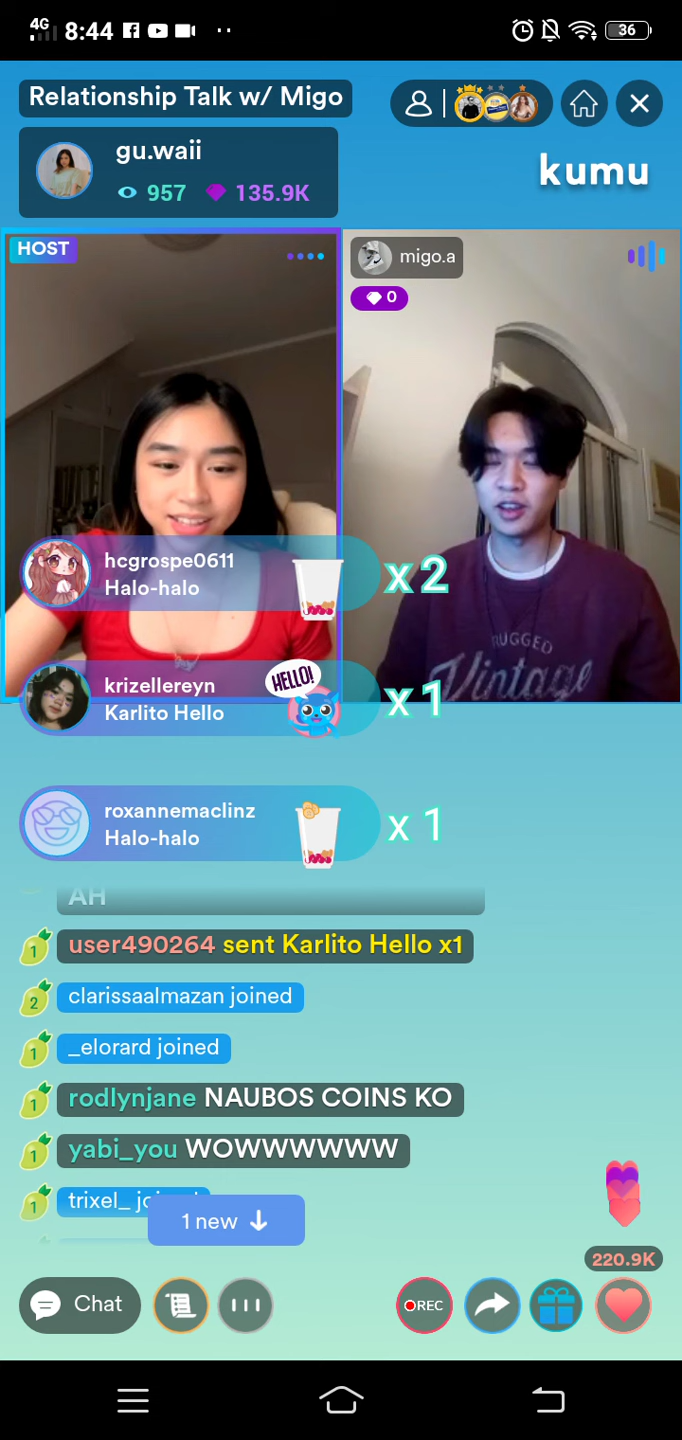 4G
8:44
36
Relationship Talk w/ Migo
gu.waii
957 135.9K
kumu
HOST
migo.a
0
RUGGED
Vintage
hcgrospe0611
Halo-halo
x2
HELLO!
krizellereyn
Karlito Hello
x1
roxannemaclinz
Halo-halo
x1
AH
1 user490264 sent Karlito Hello x1
2 clarissaalmazan joined
1 _elorard joined
1 rodlynjane NAUBOS COINS KO
1 yabi_you WOWWWWWW
1 trixel_ joined
1 new
220.9K
Chat
REC